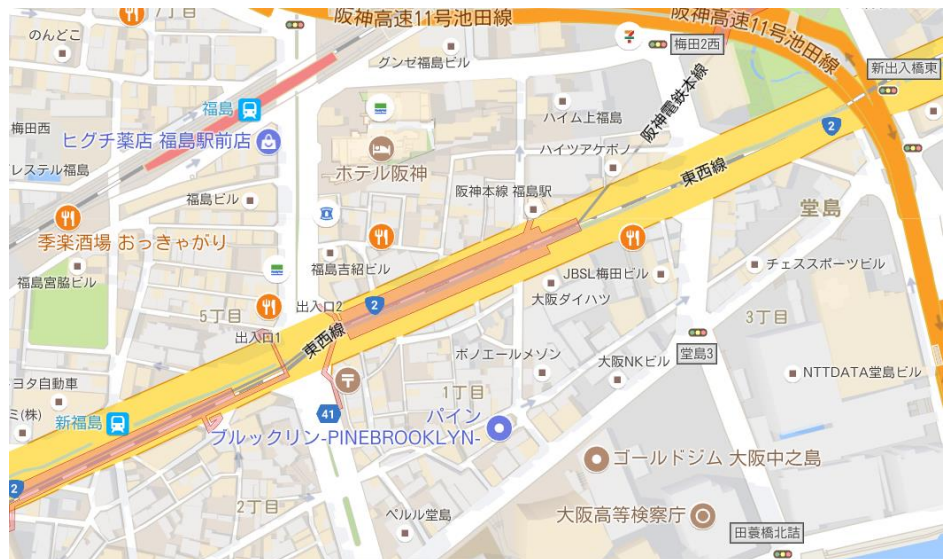 7丁目
阪神高速11号池田線
阪神高速11号池田線
のんどこ
グンゼ福島ビル
7
梅田2西
新出入橋東
福島
梅田西
ヒグチ薬店 福島駅前店
ハイム上福島
阪神電鉄本線
2
レステル福島
ホテル阪神
ハイツアケボノ
東西線
福島ビル
阪神本線 福島駅
堂島
季楽酒場 おっきゃがり
福島宮脇ビル
福島吉紹ビル
JBSL梅田ビル
チェススポーツビル
大阪ダイハツ
5丁目
出入口2
2
3丁目
出入口1
東西線
ボノエールメゾン
大阪NKビル
堂島3
ヨタ自動車
NTTDATA堂島ビル
1丁目
ミ(株)
新福島
41
パイン
ブルックリン-PINEBROOKLYN-
ゴールドジム 大阪中之島
2
2丁目
ペルル堂島
大阪高等検察庁
田蓑橋北詰